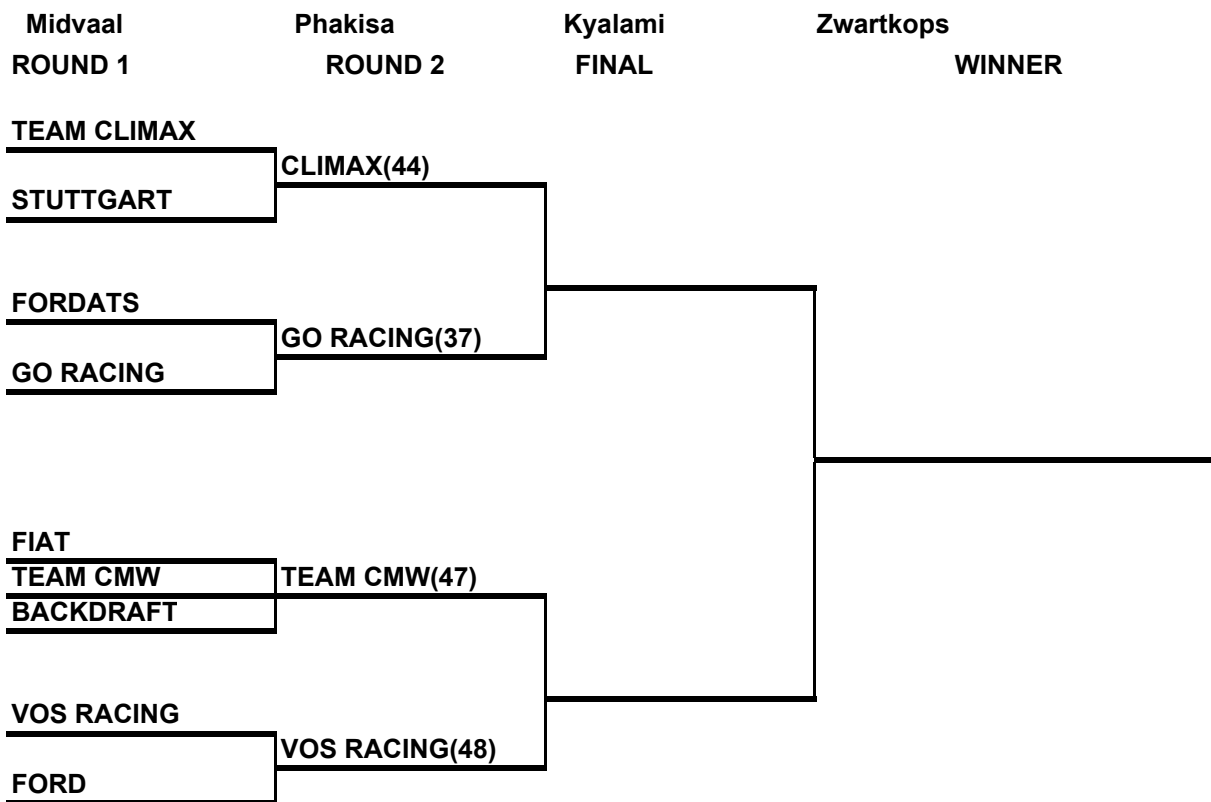 Midvaal Phakisa Kyalami Zwartkops
ROUND 1 ROUND 2 FINAL WINNER
TEAM CLIMAX
CLIMAX(44)
STUTTGART
FORDATS
GO RACING(37)
GO RACING
FIAT
TEAM CMW TEAM CMW(47)
BACKDRAFT
VOS RACING
VOS RACING(48)
FORD